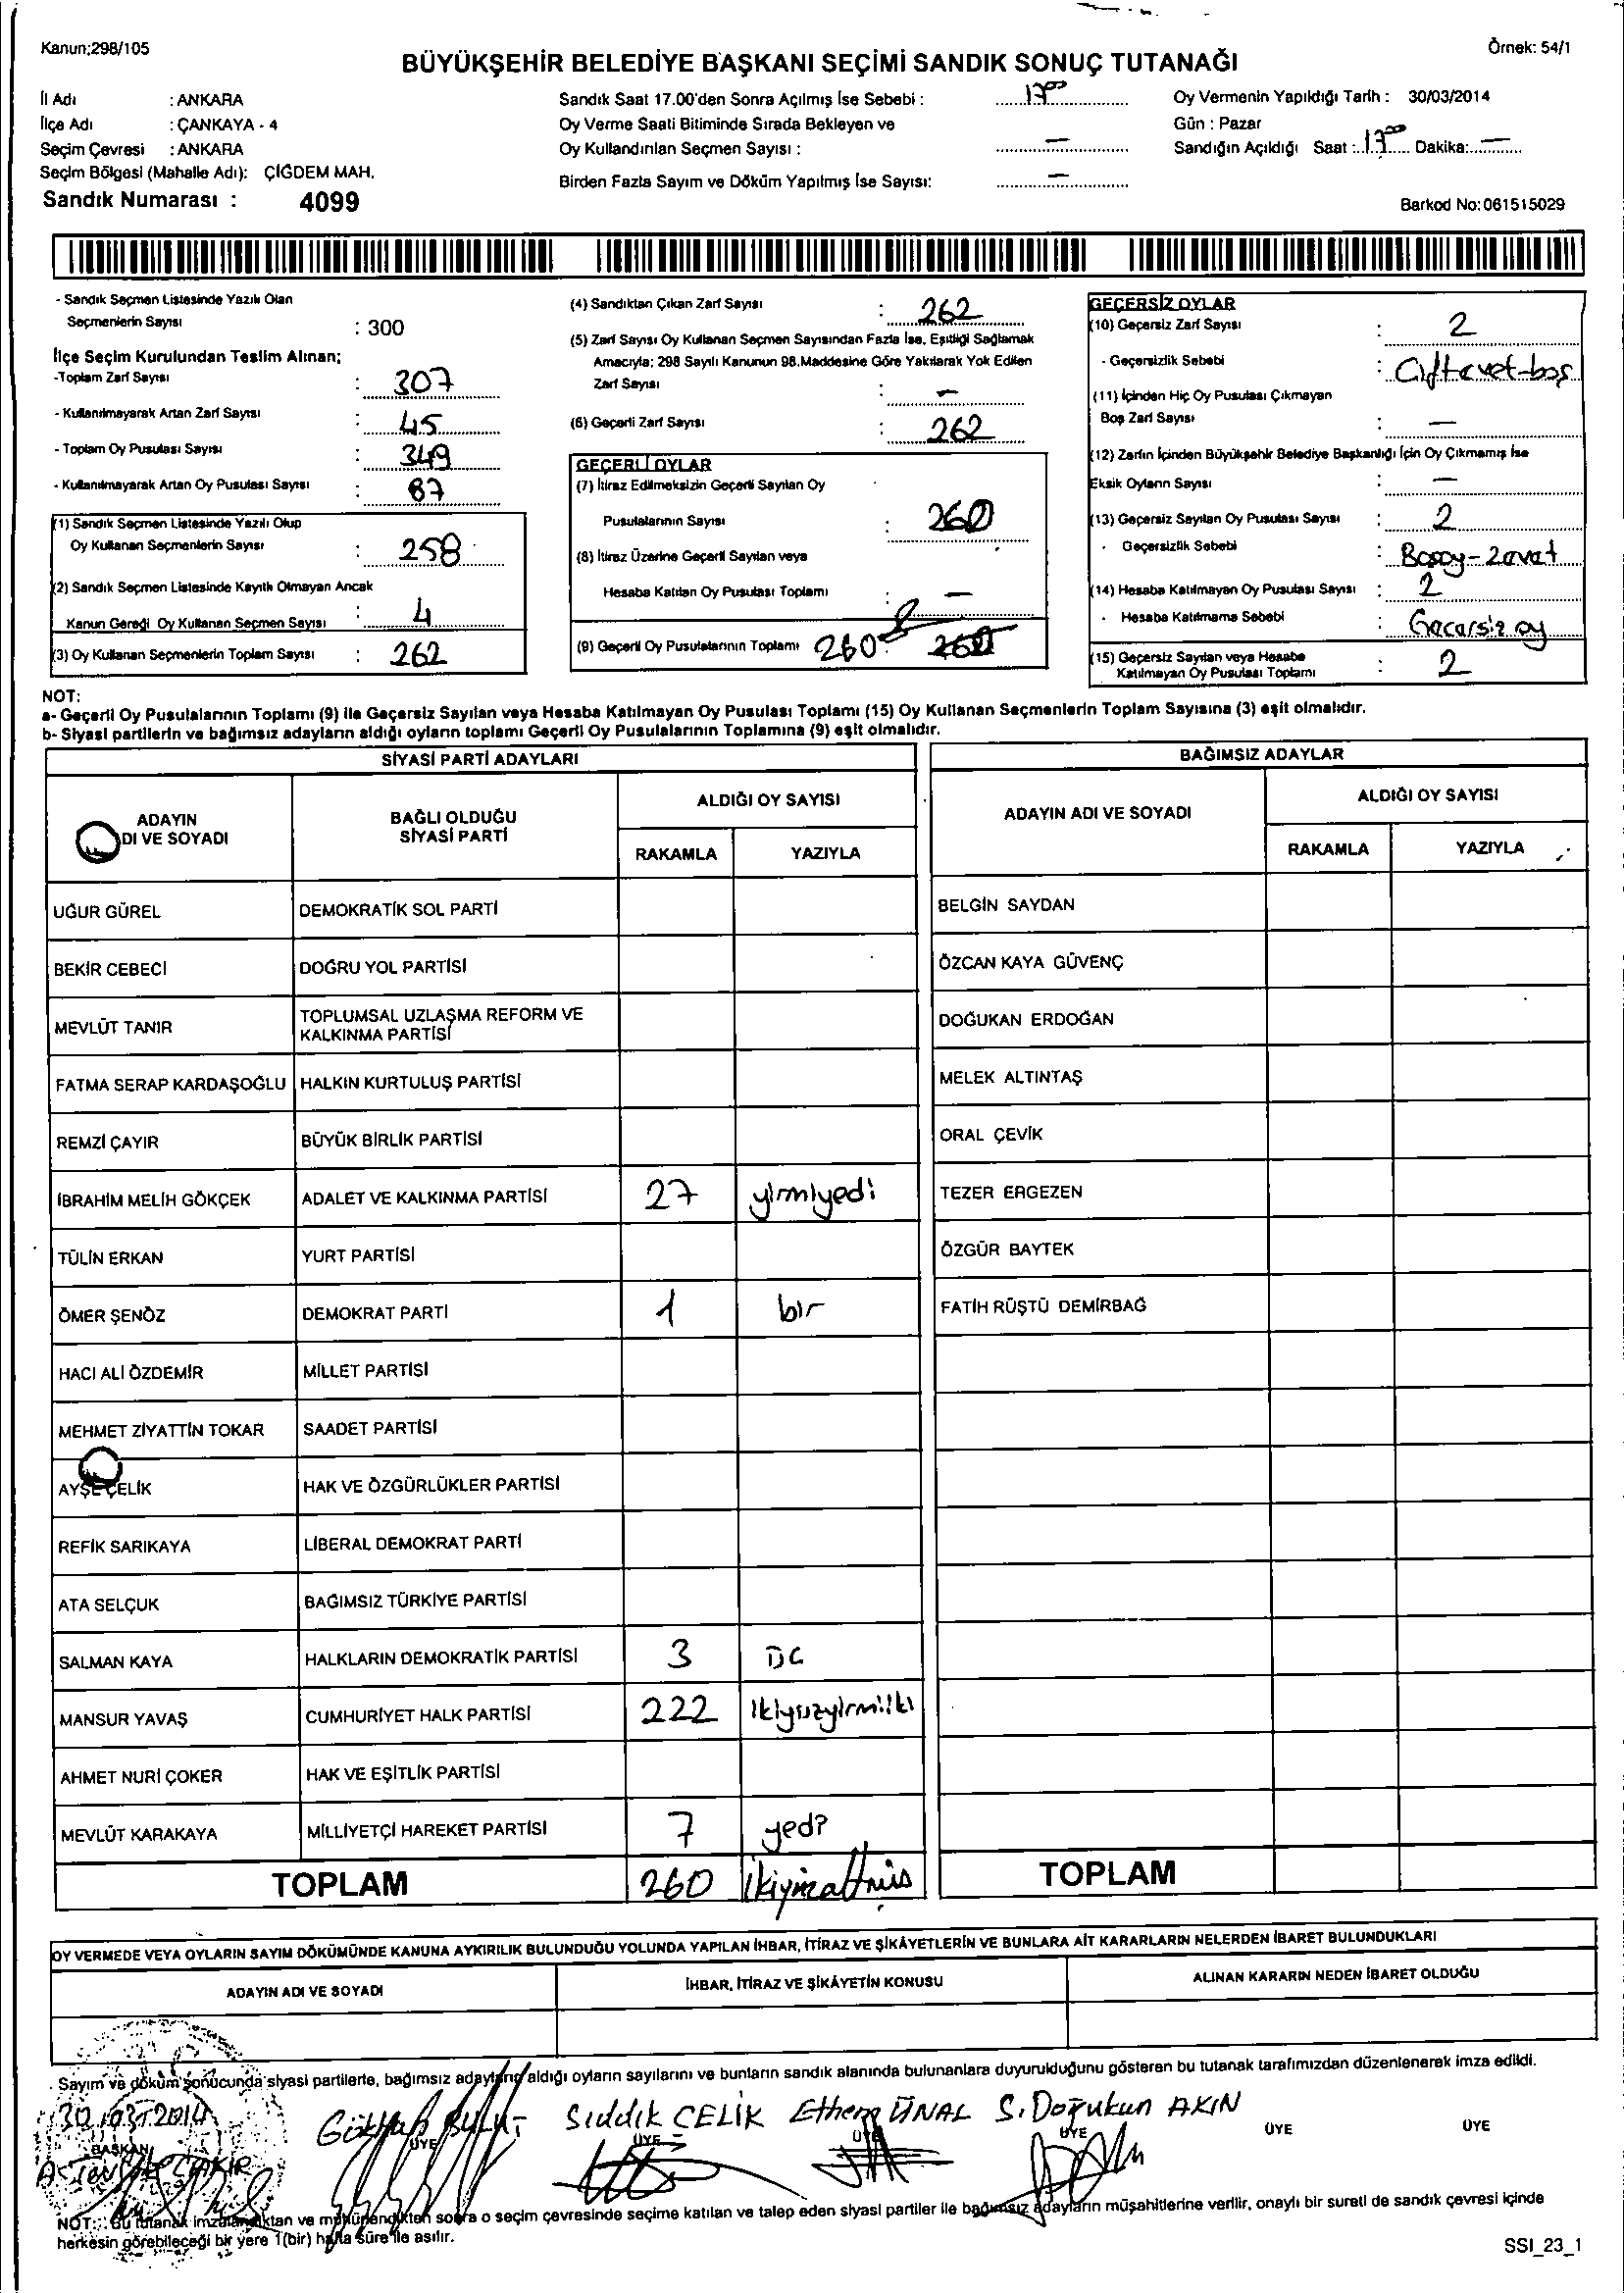 Kanun;298/105
Örnek: 54/1
BÜYÜKŞEHİR BELEDİYE BAŞKANI SEÇİMİ SANDIK SONUÇ TUTANAĞI
İl Adı : ANKARA
İlçe Adı : ÇANKAYA - 4
Seçim Çevresi : ANKARA
Seçim Bölgesi (Mahalle Adı): ÇİĞDEM MAH.
Sandık Numarası : 4099
Sandık Saat 17.00'den Sonra Açılmış İse Sebebi : 17⁰⁰
Oy Verme Saati Bitiminde Sırada Bekleyen ve
Oy Kullandırılan Seçmen Sayısı : —
Birden Fazla Sayım ve Döküm Yapılmış İse Sayısı: —
Oy Vermenin Yapıldığı Tarih : 30/03/2014
Gün : Pazar
Sandığın Açıldığı Saat : 17⁰⁰ Dakika: —
Barkod No: 061515029
- Sandık Seçmen Listesinde Yazılı Olan
Seçmenlerin Sayısı : 300
İlçe Seçim Kurulundan Teslim Alınan;
-Toplam Zarf Sayısı : 307
- Kullanılmayarak Artan Zarf Sayısı : 45
- Toplam Oy Pusulası Sayısı : 349
- Kullanılmayarak Artan Oy Pusulası Sayısı : 87
(1) Sandık Seçmen Listesinde Yazılı Olup
Oy Kullanan Seçmenlerin Sayısı : 258
(2) Sandık Seçmen Listesinde Kayıtlı Olmayan Ancak
Kanun Gereği Oy Kullanan Seçmen Sayısı : 4
(3) Oy Kullanan Seçmenlerin Toplam Sayısı : 262
(4) Sandıktan Çıkan Zarf Sayısı : 262
(5) Zarf Sayısı Oy Kullanan Seçmen Sayısından Fazla İse, Eşitliği Sağlamak
Amacıyla; 298 Sayılı Kanunun 98.Maddesine Göre Yakılarak Yok Edilen
Zarf Sayısı : —
(6) Geçerli Zarf Sayısı : 262
GEÇERLİ OYLAR
(7) İtiraz Edilmeksizin Geçerli Sayılan Oy
Pusulalarının Sayısı : 260
(8) İtiraz Üzerine Geçerli Sayılan veya
Hesaba Katılan Oy Pusulası Toplamı : —
(9) Geçerli Oy Pusulalarının Toplamı 260
GEÇERSİZ OYLAR
(10) Geçersiz Zarf Sayısı : 2
- Geçersizlik Sebebi : Çift evet-boş
(11) İçinden Hiç Oy Pusulası Çıkmayan
Boş Zarf Sayısı : —
(12) Zarfın İçinden Büyükşehir Belediye Başkanlığı İçin Oy Çıkmamış İse
Eksik Oyların Sayısı : —
(13) Geçersiz Sayılan Oy Pusulası Sayısı : 2
- Geçersizlik Sebebi : Boşoy-2evet
(14) Hesaba Katılmayan Oy Pusulası Sayısı : 2
- Hesaba Katılmama Sebebi : Geçersiz oy
(15) Geçersiz Sayılan veya Hesaba
Katılmayan Oy Pusulası Toplamı : 2
NOT:
a- Geçerli Oy Pusulalarının Toplamı (9) ile Geçersiz Sayılan veya Hesaba Katılmayan Oy Pusulası Toplamı (15) Oy Kullanan Seçmenlerin Toplam Sayısına (3) eşit olmalıdır.
b- Siyasi partilerin ve bağımsız adayların aldığı oyların toplamı Geçerli Oy Pusulalarının Toplamına (9) eşit olmalıdır.
SİYASİ PARTİ ADAYLARI
ADAYIN
DI VE SOYADI
BAĞLI OLDUĞU
SİYASİ PARTİ
ALDIĞI OY SAYISI
RAKAMLA YAZIYLA
UĞUR GÜREL DEMOKRATİK SOL PARTİ
BEKİR CEBECİ DOĞRU YOL PARTİSİ
MEVLÜT TANIR TOPLUMSAL UZLAŞMA REFORM VE
KALKINMA PARTİSİ
FATMA SERAP KARDAŞOĞLU HALKIN KURTULUŞ PARTİSİ
REMZİ ÇAYIR BÜYÜK BİRLİK PARTİSİ
İBRAHİM MELİH GÖKÇEK ADALET VE KALKINMA PARTİSİ 27 yirmiyedi
TÜLİN ERKAN YURT PARTİSİ
ÖMER ŞENÖZ DEMOKRAT PARTİ 1 bir
HACI ALİ ÖZDEMİR MİLLET PARTİSİ
MEHMET ZİYATTİN TOKAR SAADET PARTİSİ
AYŞE ÇELİK HAK VE ÖZGÜRLÜKLER PARTİSİ
REFİK SARIKAYA LİBERAL DEMOKRAT PARTİ
ATA SELÇUK BAĞIMSIZ TÜRKİYE PARTİSİ
SALMAN KAYA HALKLARIN DEMOKRATİK PARTİSİ 3 üç
MANSUR YAVAŞ CUMHURİYET HALK PARTİSİ 222 ikiyüzyirmiiki
AHMET NURİ ÇOKER HAK VE EŞİTLİK PARTİSİ
MEVLÜT KARAKAYA MİLLİYETÇİ HAREKET PARTİSİ 7 yedi
TOPLAM 260 ikiyüzaltmış
BAĞIMSIZ ADAYLAR
ADAYIN ADI VE SOYADI
ALDIĞI OY SAYISI
RAKAMLA YAZIYLA
BELGİN SAYDAN
ÖZCAN KAYA GÜVENÇ
DOĞUKAN ERDOĞAN
MELEK ALTINTAŞ
ORAL ÇEVİK
TEZER ERGEZEN
ÖZGÜR BAYTEK
FATİH RÜŞTÜ DEMİRBAĞ
TOPLAM
OY VERMEDE VEYA OYLARIN SAYIM DÖKÜMÜNDE KANUNA AYKIRILIK BULUNDUĞU YOLUNDA YAPILAN İHBAR, İTİRAZ VE ŞİKÂYETLERİN VE BUNLARA AİT KARARLARIN NELERDEN İBARET BULUNDUKLARI
ADAYIN ADI VE SOYADI İHBAR, İTİRAZ VE ŞİKÂYETİN KONUSU ALINAN KARARIN NEDEN İBARET OLDUĞU
Sayım ve döküm sonucunda siyasi partilerle, bağımsız adayların aldığı oyların sayılarını ve bunların sandık alanında bulunanlara duyurulduğunu gösteren bu tutanak tarafımızdan düzenlenerek imza edildi.
30/03/2014 Gökhan BULUT Sıddık ÇELİK Ethem ÜNAL S. Doğukan AKIN
BAŞKAN ÜYE ÜYE ÜYE ÜYE ÜYE ÜYE
NOT: Bu tutanak imzalandıktan ve mühürlendikten sonra o seçim çevresinde seçime katılan ve talep eden siyasi partiler ile bağımsız adayların müşahitlerine verilir, onaylı bir sureti de sandık çevresi içinde
herkesin görebileceği bir yere 1(bir) hafta süre ile asılır.
SSI_23_1